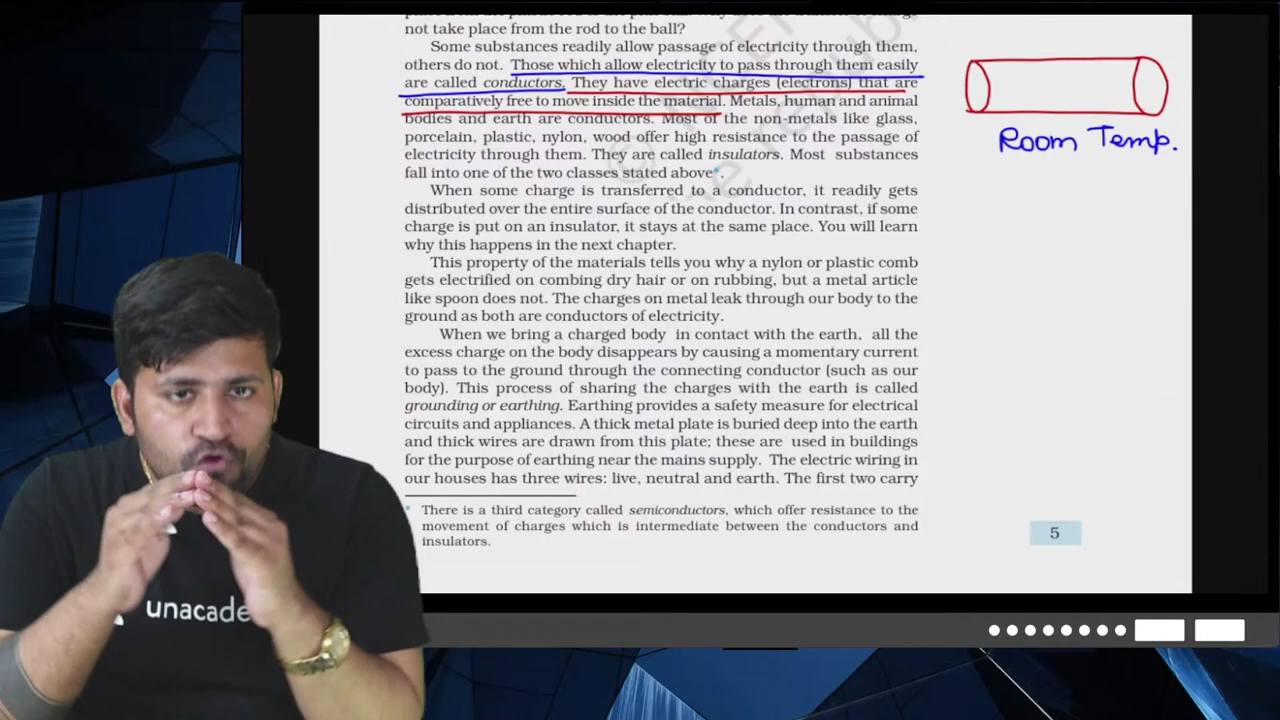 not take place from the rod to the ball?
Some substances readily allow passage of electricity through them,
others do not. Those which allow electricity to pass through them easily
are called conductors. They have electric charges (electrons) that are
comparatively free to move inside the material. Metals, human and animal
bodies and earth are conductors. Most of the non-metals like glass,
porcelain, plastic, nylon, wood offer high resistance to the passage of
electricity through them. They are called insulators. Most substances
fall into one of the two classes stated above*.
When some charge is transferred to a conductor, it readily gets
distributed over the entire surface of the conductor. In contrast, if some
charge is put on an insulator, it stays at the same place. You will learn
why this happens in the next chapter.
This property of the materials tells you why a nylon or plastic comb
gets electrified on combing dry hair or on rubbing, but a metal article
like spoon does not. The charges on metal leak through our body to the
ground as both are conductors of electricity.
When we bring a charged body in contact with the earth, all the
excess charge on the body disappears by causing a momentary current
to pass to the ground through the connecting conductor (such as our
body). This process of sharing the charges with the earth is called
grounding or earthing. Earthing provides a safety measure for electrical
circuits and appliances. A thick metal plate is buried deep into the earth
and thick wires are drawn from this plate; these are used in buildings
for the purpose of earthing near the mains supply. The electric wiring in
our houses has three wires: live, neutral and earth. The first two carry
* There is a third category called semiconductors, which offer resistance to the
movement of charges which is intermediate between the conductors and
insulators.
5
Room Temp.